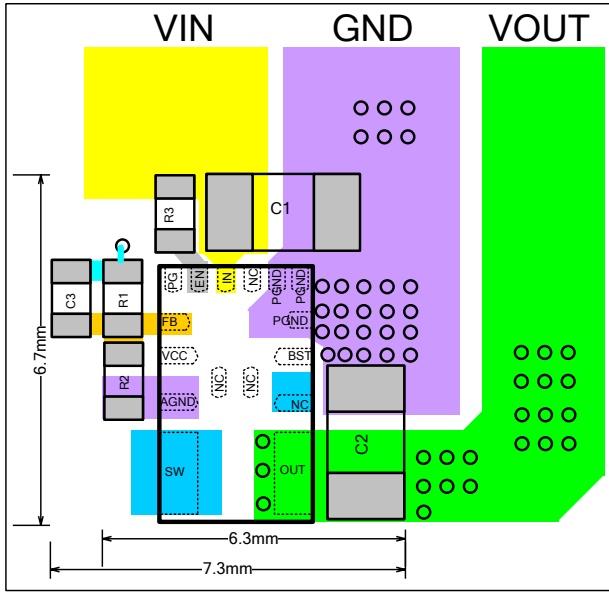 VIN GND VOUT
R3
C1
PG EN IN NC PGND PGND
C3 R1
FB PGND
VCC BST
R2 NC NC
AGND NC
C2
SW OUT
6.7mm
6.3mm
7.3mm